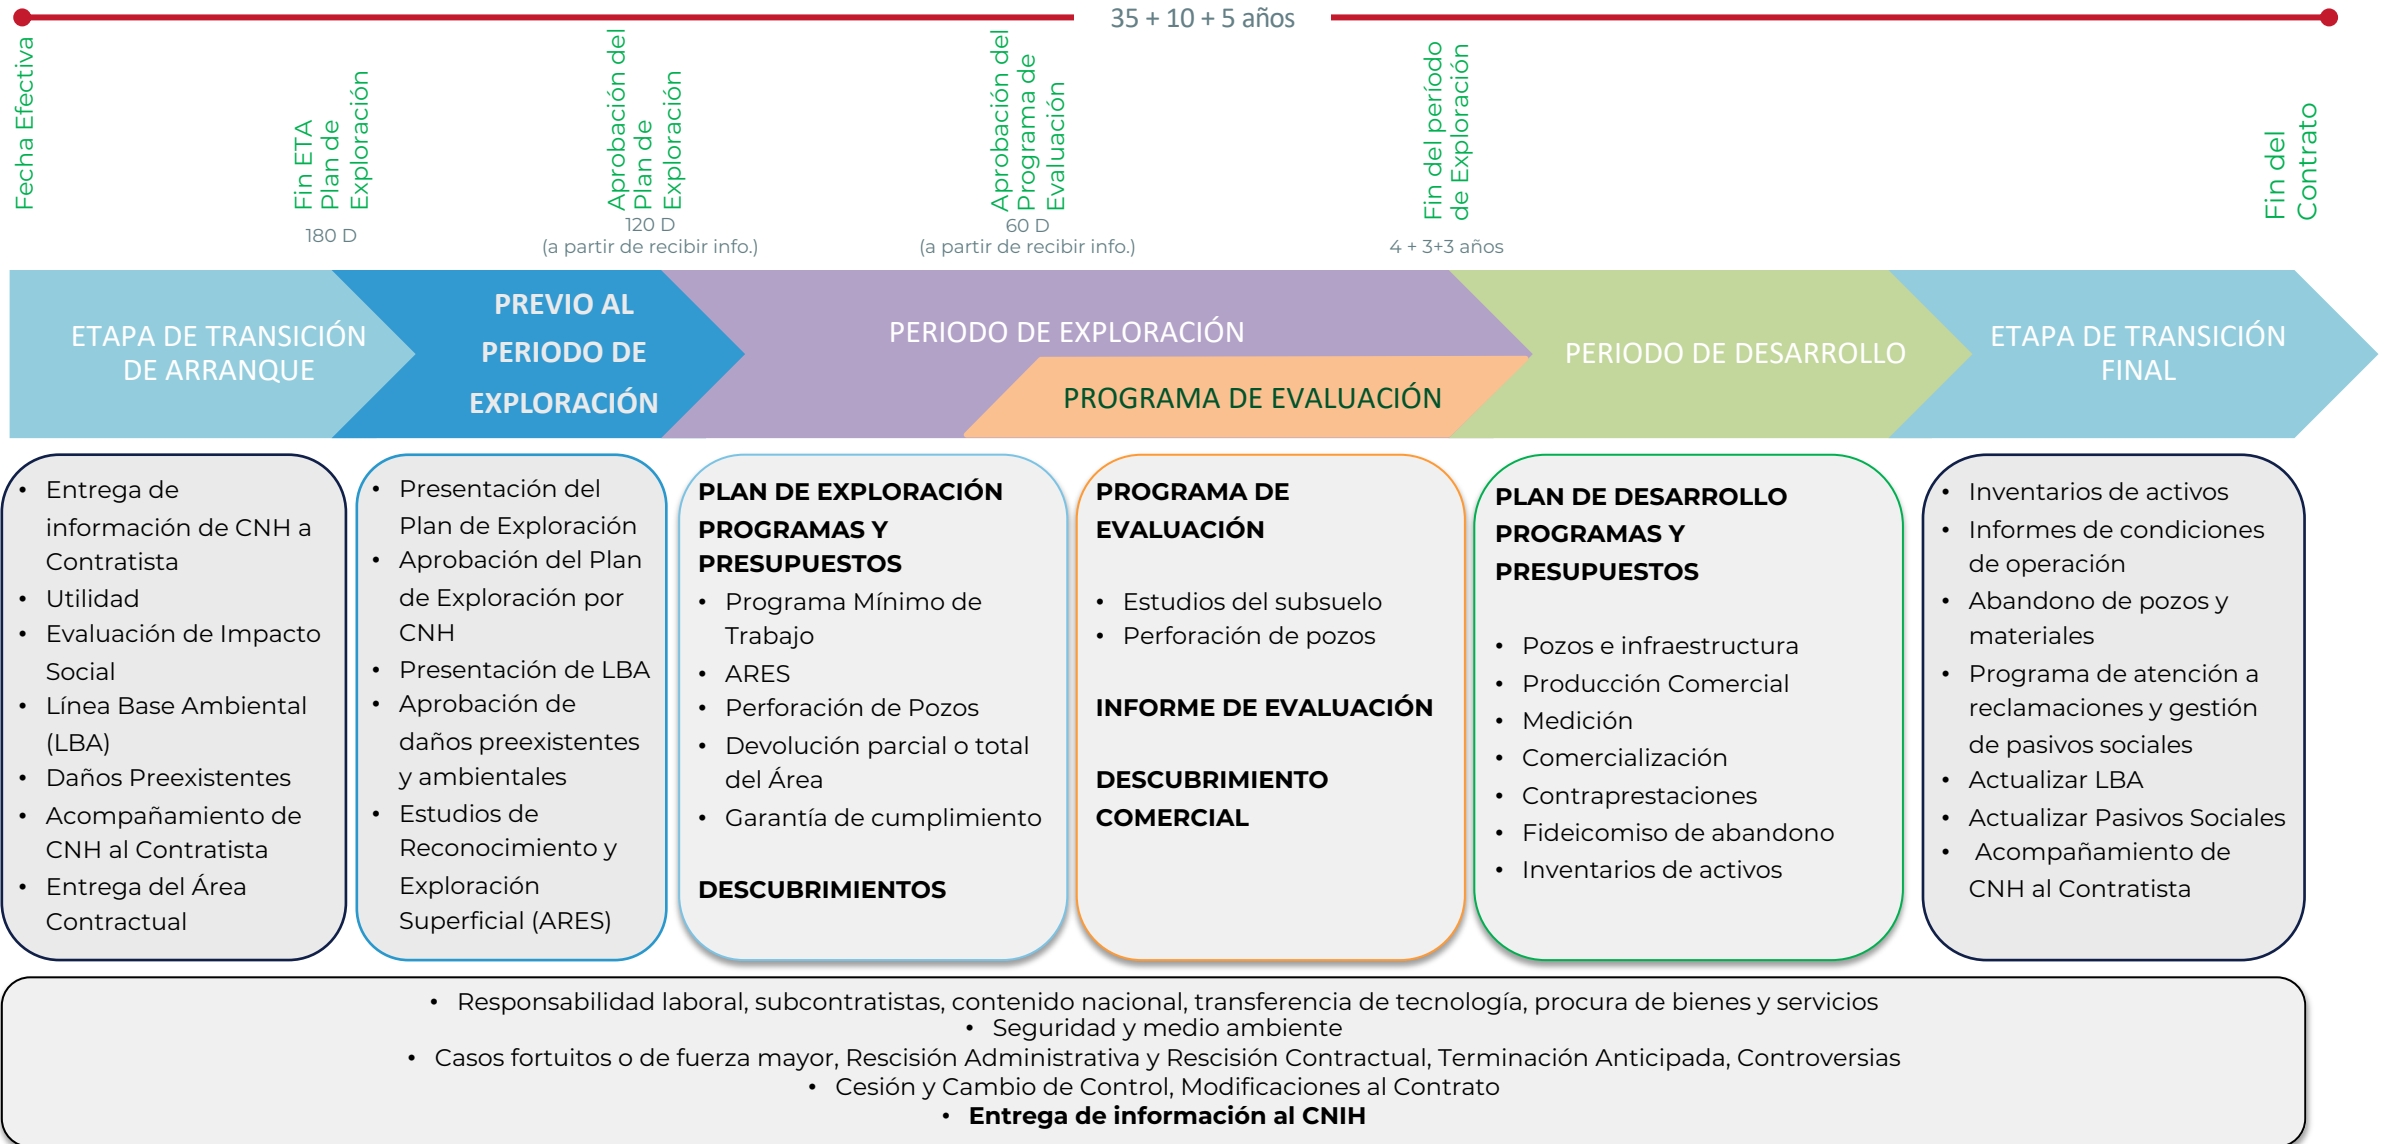 35 + 10 + 5 años
Fecha Efectiva
Fin ETA
Plan de
Exploración
180 D
Aprobación del
Plan de
Exploración
120 D
(a partir de recibir info.)
Aprobación del
Programa de
Evaluación
60 D
(a partir de recibir info.)
Fin del período
de Exploración
4 + 3+3 años
Fin del
Contrato
ETAPA DE TRANSICIÓN
DE ARRANQUE
PREVIO AL
PERIODO DE
EXPLORACIÓN
PERIODO DE EXPLORACIÓN
PROGRAMA DE EVALUACIÓN
PERIODO DE DESARROLLO
ETAPA DE TRANSICIÓN
FINAL
• Entrega de
información de CNH a
Contratista
• Utilidad
• Evaluación de Impacto
Social
• Línea Base Ambiental
(LBA)
• Daños Preexistentes
• Acompañamiento de
CNH al Contratista
• Entrega del Área
Contractual
• Presentación del
Plan de Exploración
• Aprobación del Plan
de Exploración por
CNH
• Presentación de LBA
• Aprobación de
daños preexistentes
y ambientales
• Estudios de
Reconocimiento y
Exploración
Superficial (ARES)
PLAN DE EXPLORACIÓN
PROGRAMAS Y
PRESUPUESTOS
• Programa Mínimo de
Trabajo
• ARES
• Perforación de Pozos
• Devolución parcial o total
del Área
• Garantía de cumplimiento
DESCUBRIMIENTOS
PROGRAMA DE
EVALUACIÓN
• Estudios del subsuelo
• Perforación de pozos
INFORME DE EVALUACIÓN
DESCUBRIMIENTO
COMERCIAL
PLAN DE DESARROLLO
PROGRAMAS Y
PRESUPUESTOS
• Pozos e infraestructura
• Producción Comercial
• Medición
• Comercialización
• Contraprestaciones
• Fideicomiso de abandono
• Inventarios de activos
• Inventarios de activos
• Informes de condiciones
de operación
• Abandono de pozos y
materiales
• Programa de atención a
reclamaciones y gestión
de pasivos sociales
• Actualizar LBA
• Actualizar Pasivos Sociales
• Acompañamiento de
CNH al Contratista
• Responsabilidad laboral, subcontratistas, contenido nacional, transferencia de tecnología, procura de bienes y servicios
• Seguridad y medio ambiente
• Casos fortuitos o de fuerza mayor, Rescisión Administrativa y Rescisión Contractual, Terminación Anticipada, Controversias
• Cesión y Cambio de Control, Modificaciones al Contrato
• Entrega de información al CNIH